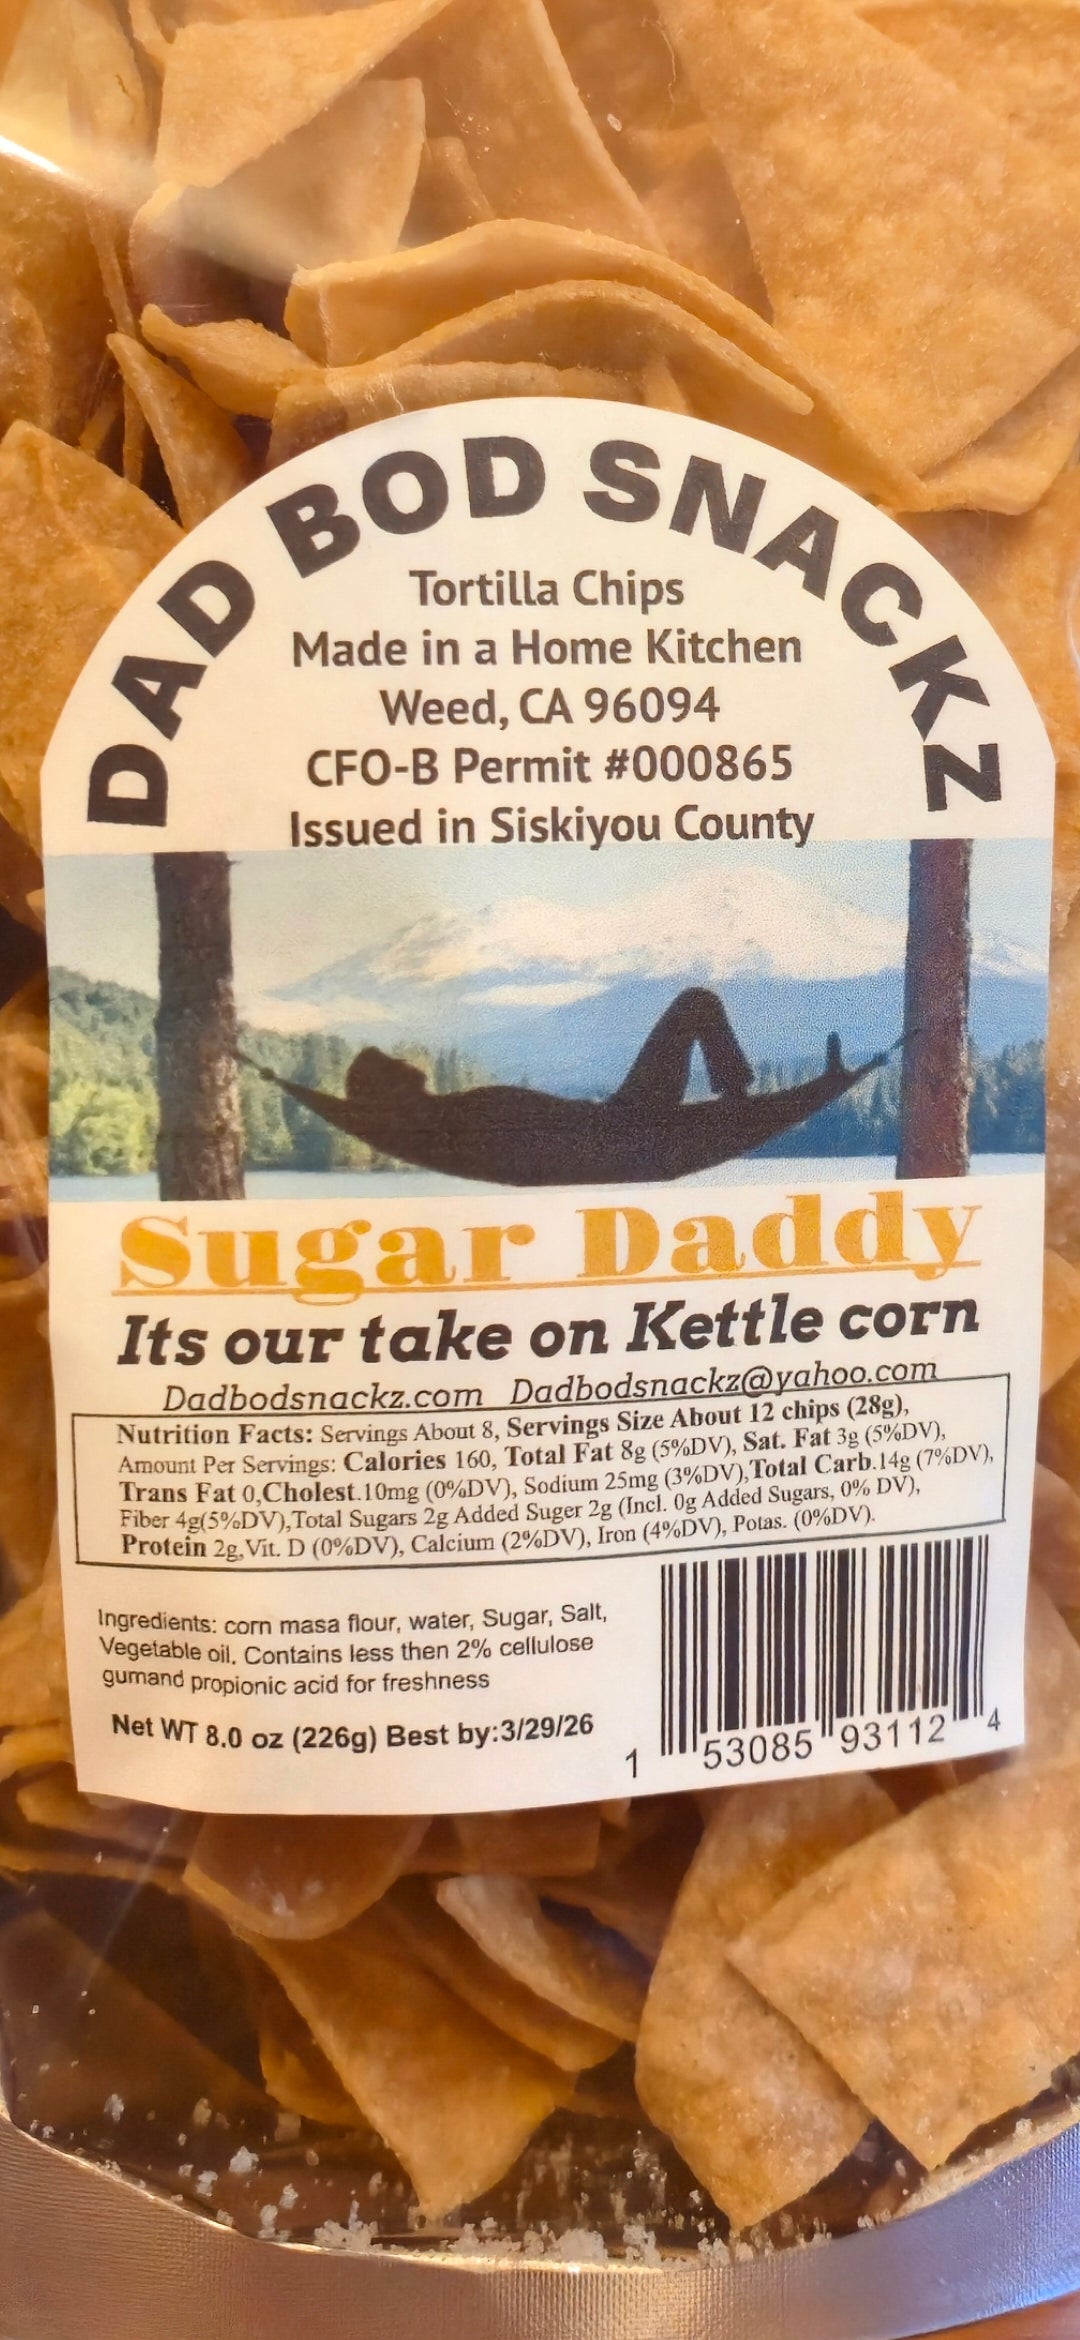 DAD BOD SNACKZ
Tortilla Chips
Made in a Home Kitchen
Weed, CA 96094
CFO-B Permit #000865
Issued in Siskiyou County
Sugar Daddy
Its our take on Kettle corn
Dadbodsnackz.com Dadbodsnackz@yahoo.com
Nutrition Facts: Servings About 8, Servings Size About 12 chips (28g),
Amount Per Servings: Calories 160, Total Fat 8g (5%DV), Sat. Fat 3g (5%DV),
Trans Fat 0,Cholest.10mg (0%DV), Sodium 25mg (3%DV),Total Carb.14g (7%DV),
Fiber 4g(5%DV),Total Sugars 2g Added Suger 2g (Incl. 0g Added Sugars, 0% DV),
Protein 2g,Vit. D (0%DV), Calcium (2%DV), Iron (4%DV), Potas. (0%DV).
Ingredients: corn masa flour, water, Sugar, Salt,
Vegetable oil. Contains less then 2% cellulose
gumand propionic acid for freshness
Net WT 8.0 oz (226g) Best by:3/29/26
1 53085 93112 4